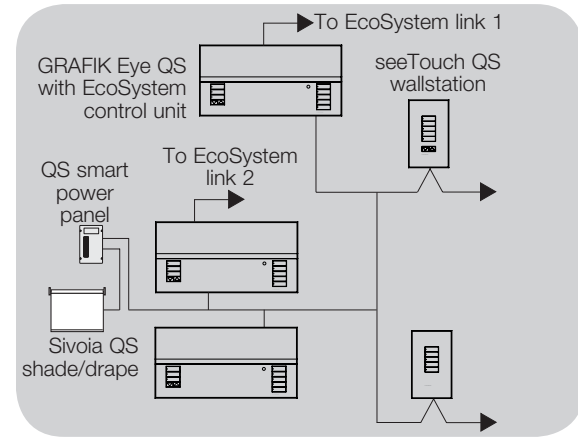 To EcoSystem link 1
GRAFIK Eye QS
with EcoSystem
control unit
seeTouch QS
wallstation
To EcoSystem
link 2
QS smart
power
panel
Sivoia QS
shade/drape